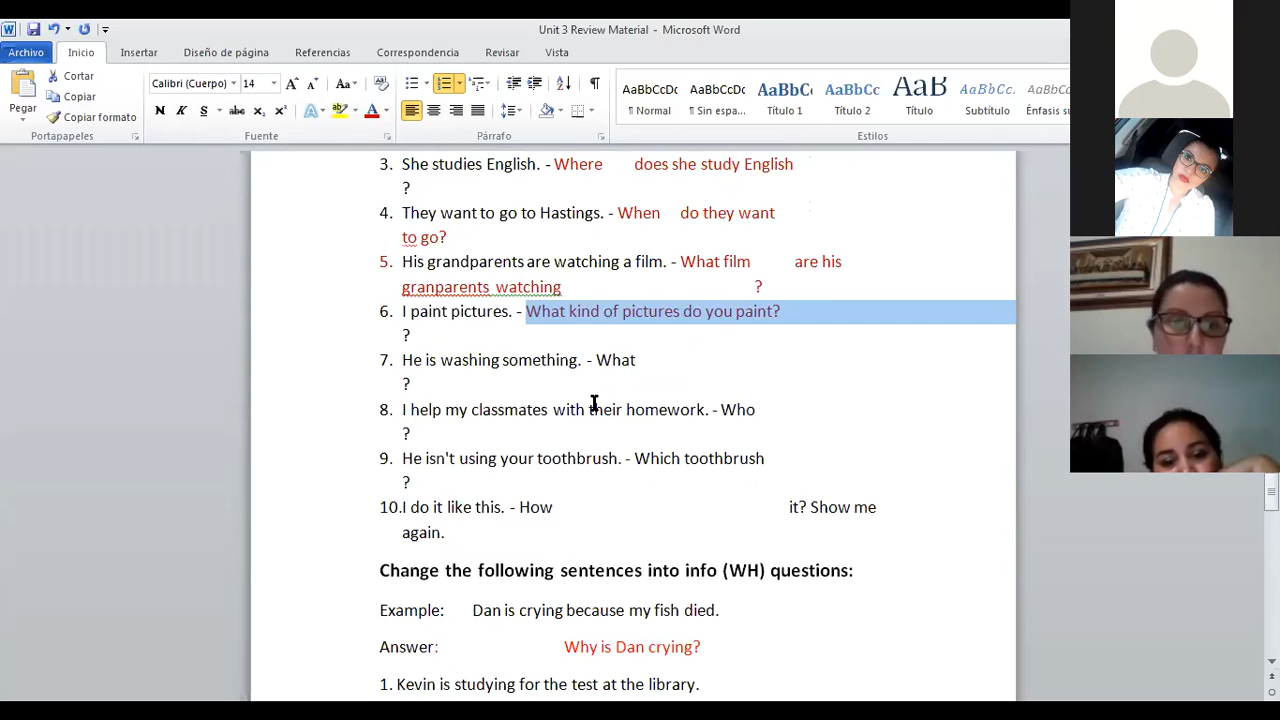 Unit 3 Review Material - Microsoft Word
Archivo Inicio Insertar Diseño de página Referencias Correspondencia Revisar Vista
Pegar
Cortar
Copiar
Copiar formato
Portapapeles
Calibri (Cuerpo) 14
Fuente
Párrafo
AaBbCcDc AaBbCcDc AaBbC AaBbCc AaB AaBbCc. AaBbCcD
¶ Normal ¶ Sin espa... Título 1 Título 2 Título Subtítulo Énfasis su
Estilos
3. She studies English. - Where does she study English
?
4. They want to go to Hastings. - When do they want
to go?
5. His grandparents are watching a film. - What film are his
granparents watching ?
6. I paint pictures. - What kind of pictures do you paint?
?
7. He is washing something. - What
?
8. I help my classmates with their homework. - Who
?
9. He isn't using your toothbrush. - Which toothbrush
?
10.I do it like this. - How it? Show me
again.
Change the following sentences into info (WH) questions:
Example: Dan is crying because my fish died.
Answer: Why is Dan crying?
1. Kevin is studying for the test at the library.